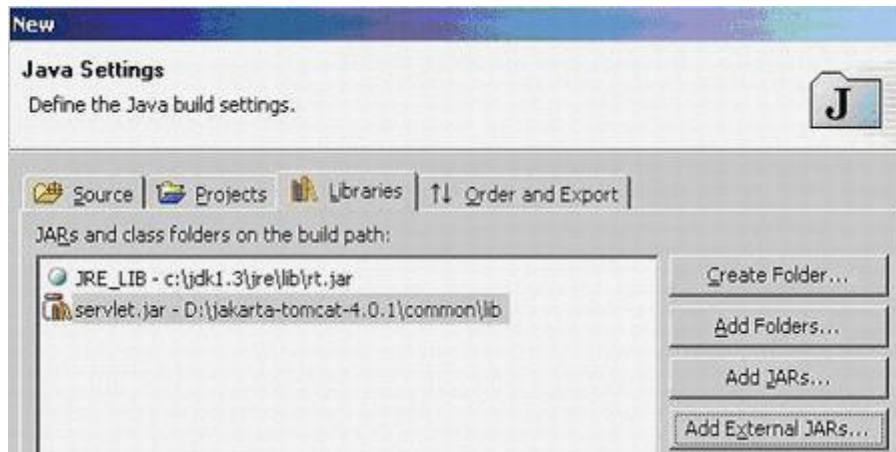 New
Java Settings
Define the Java build settings.
J
Source Projects Libraries Order and Export
JARs and class folders on the build path:
JRE_LIB - c:\jdk1.3\jre\lib\rt.jar
servlet.jar - D:\jakarta-tomcat-4.0.1\common\lib
Create Folder...
Add Folders...
Add JARs...
Add External JARs...